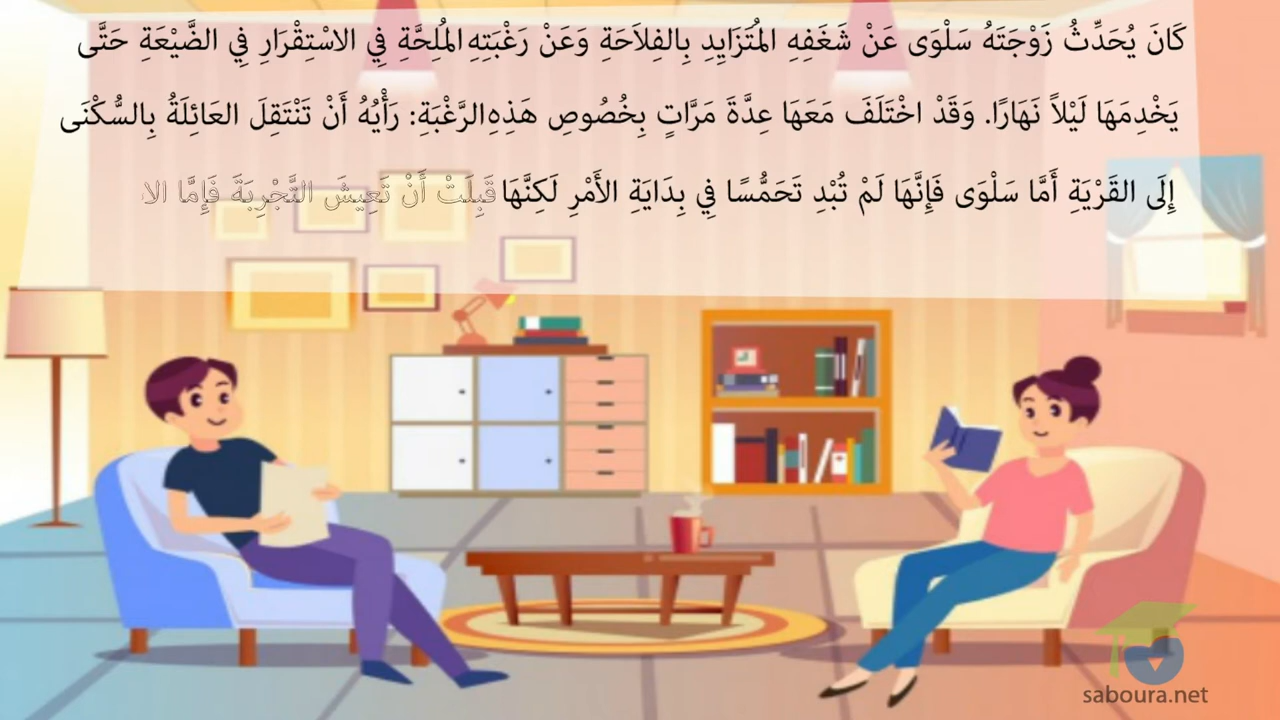 كَانَ يُحَدِّثُ زَوْجَتَهُ سَلْوَى عَنْ شَغَفِهِ المُتَزَايِدِ بِالفِلاَحَةِ وَعَنْ رَغْبَتِهِ المُلِحَّةِ فِي الاسْتِقْرَارِ فِي الضَّيْعَةِ حَتَّى
يَخْدِمَهَا لَيْلاً نَهَارًا. وَقَدْ اخْتَلَفَ مَعَهَا عِدَّةَ مَرَّاتٍ بِخُصُوصِ هَذِهِ الرَّغْبَةِ: رَأْيُهُ أَنْ تَنْتَقِلَ العَائِلَةُ بِالسُّكْنَى
إِلَى القَرْيَةِ أَمَّا سَلْوَى فَإِنَّهَا لَمْ تُبْدِ تَحَمُّسًا فِي بِدَايَةِ الأَمْرِ لَكِنَّهَا قَبِلَتْ أَنْ تَعِيشَ التَّجْرِبَةَ فَإِمَّا الا
saboura.net